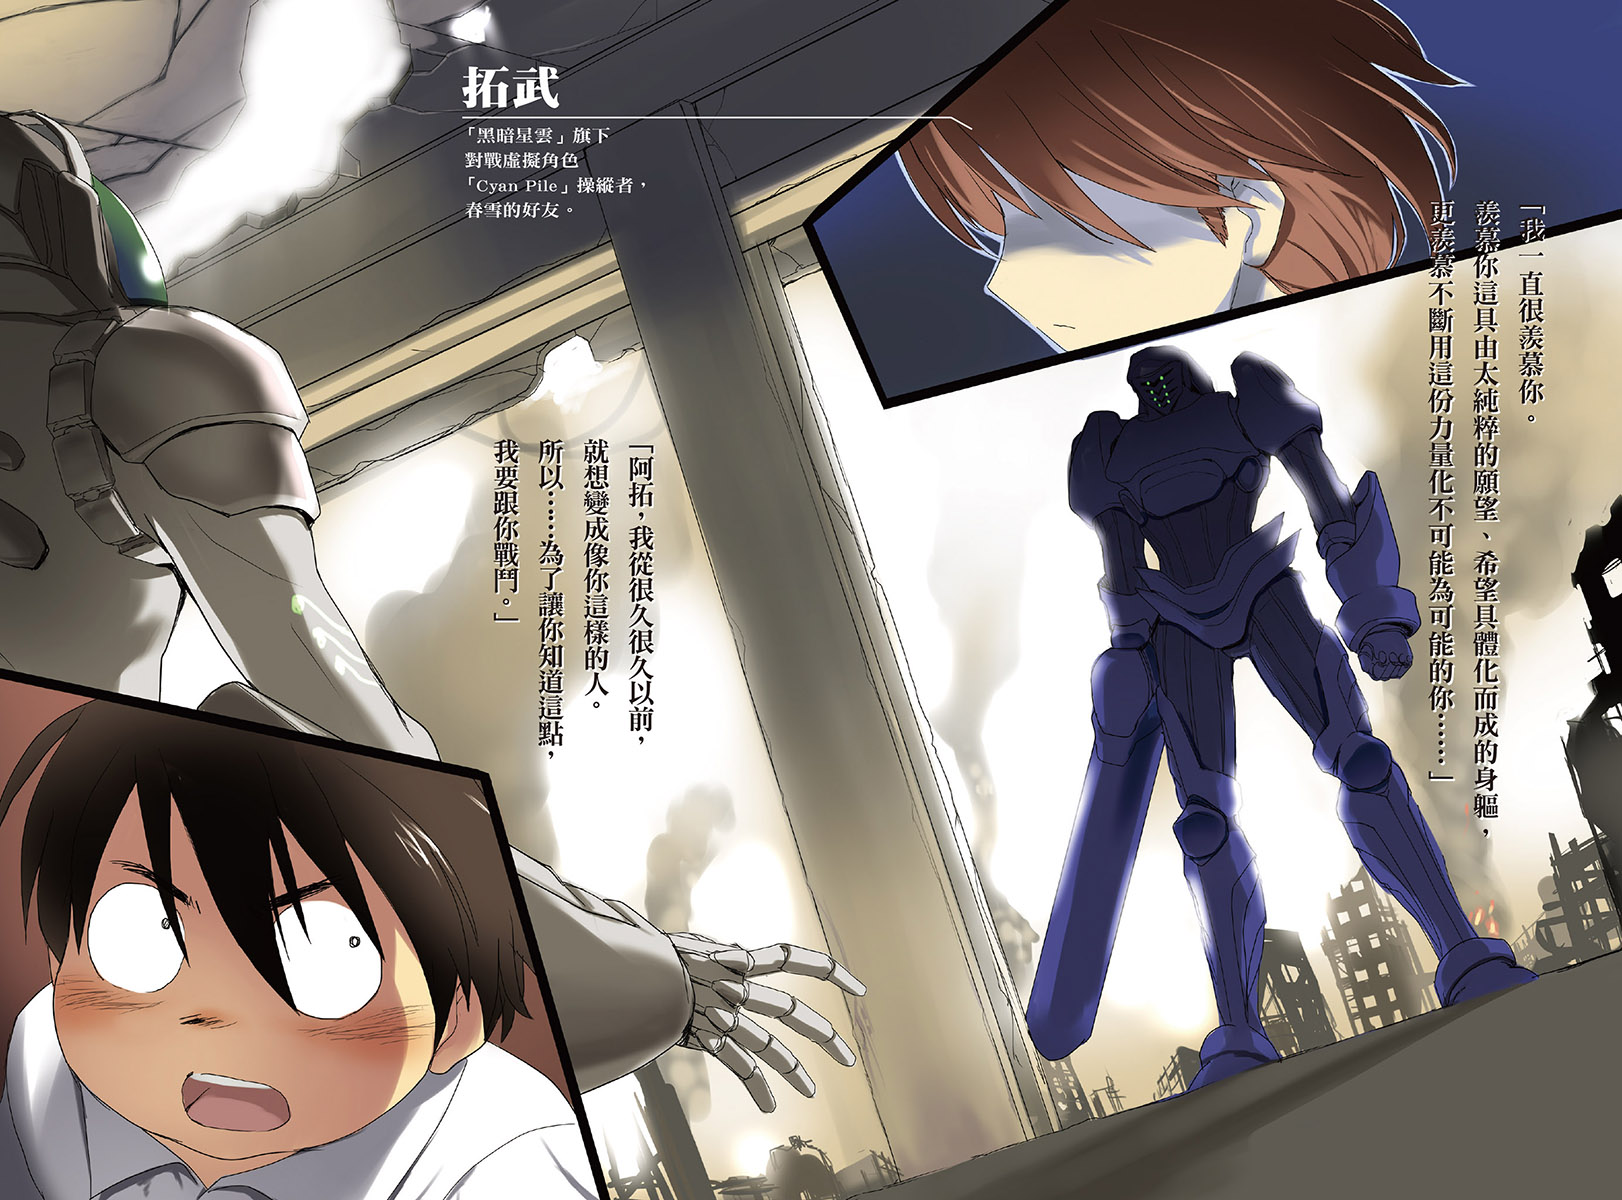 拓武
「黑暗星雲」旗下
對戰虛擬角色
「Cyan Pile」操縱者，
春雪的好友。
「我一直很羨慕你。
羨慕你這具由太純粹的願望、希望具體化而成的身軀，
更羨慕不斷用這份力量化不可能為可能的你……」
「阿拓，我從很久很久以前，
就想變成像你這樣的人。
所以……為了讓你知道這點，
我要跟你戰鬥。」